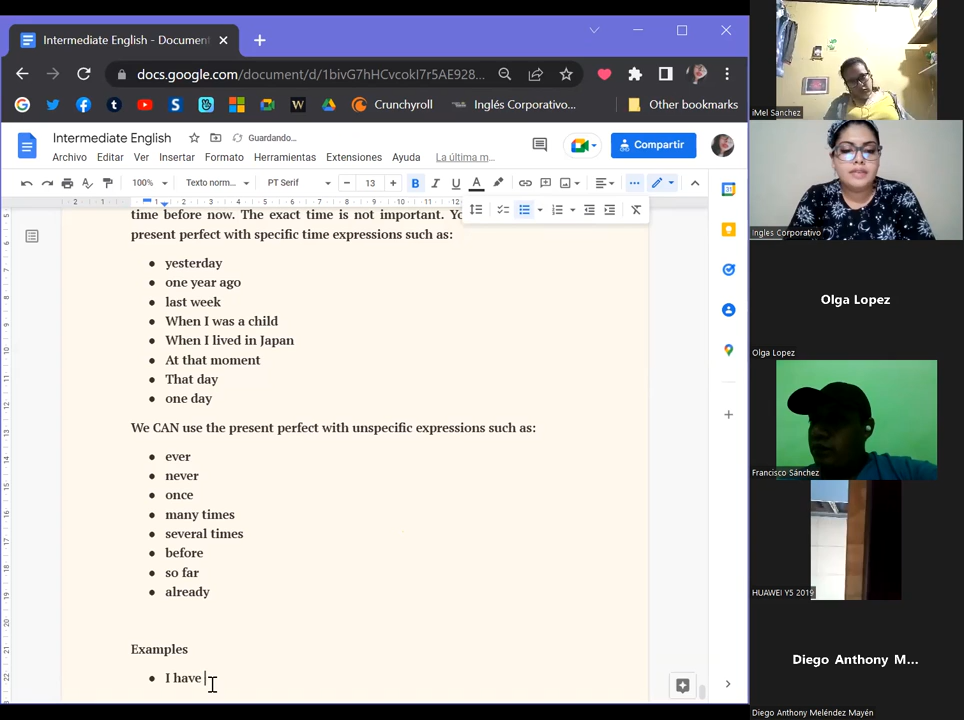 Intermediate English - Document
docs.google.com/document/d/1bivG7hHCvcokI7r5AE928...
Crunchyroll
Inglés Corporativo...
Other bookmarks
Intermediate English
Guardando...
Compartir
Archivo Editar Ver Insertar Formato Herramientas Extensiones Ayuda La última m...
100% Texto norm... PT Serif 13
time before now. The exact time is not important. Yo
present perfect with specific time expressions such as:
yesterday
one year ago
last week
When I was a child
When I lived in Japan
At that moment
That day
one day
We CAN use the present perfect with unspecific expressions such as:
ever
never
once
many times
several times
before
so far
already
Examples
I have
iMel Sanchez
Ingles Corporativo
Olga Lopez
Olga Lopez
Francisco Sánchez
HUAWEI Y5 2019
Diego Anthony M...
Diego Anthony Meléndez Mayén